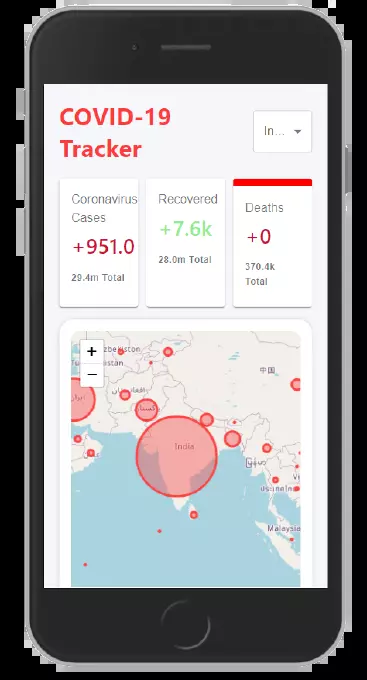 COVID-19
Tracker
In...
Coronavirus
Cases
+951.0
29.4m Total
Recovered
+7.6k
28.0m Total
Deaths
+0
370.4k
Total
+
−
中国
India
Malaysia